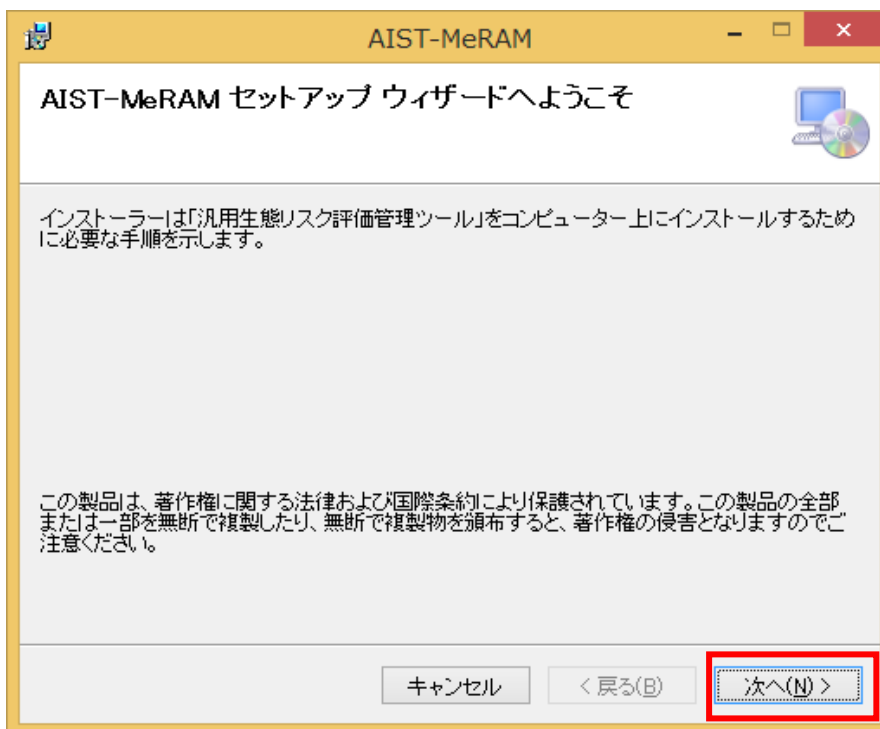 AIST-MeRAM
AIST-MeRAM セットアップ ウィザードへようこそ
インストーラーは「汎用生態リスク評価管理ツール」をコンピューター上にインストールするため
に必要な手順を示します。
この製品は、著作権に関する法律および国際条約により保護されています。この製品の全部
または一部を無断で複製したり、無断で複製物を頒布すると、著作権の侵害となりますのでご
注意ください。
キャンセル
< 戻る(B)
次へ(N) >